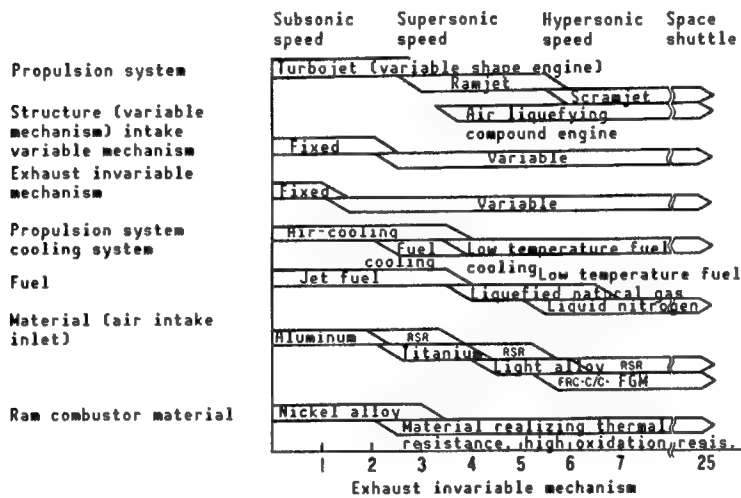 Subsonic speed
Supersonic speed
Hypersonic speed
Space shuttle
Propulsion system
Turbojet (variable shape engine)
Ramjet
Scramjet
Structure (variable
mechanism) intake
variable mechanism
Air liquefying
compound engine
Fixed
Variable
Exhaust invariable
mechanism
Fixed
Variable
Propulsion system
cooling system
Air-cooling
Fuel
cooling
Low temperature fuel
cooling
Low temperature fuel
Fuel
Jet fuel
Liquefied natural gas
Liquid nitrogen
Material (air intake
inlet)
Aluminum
RSR
Titanium
RSR
Light alloy
RSR
FRC-C/C-
FGM
Ram combustor material
Nickel alloy
Material realizing thermal
resistance, high oxidation resis.
1 2 3 4 5 6 7 25
Exhaust invariable mechanism